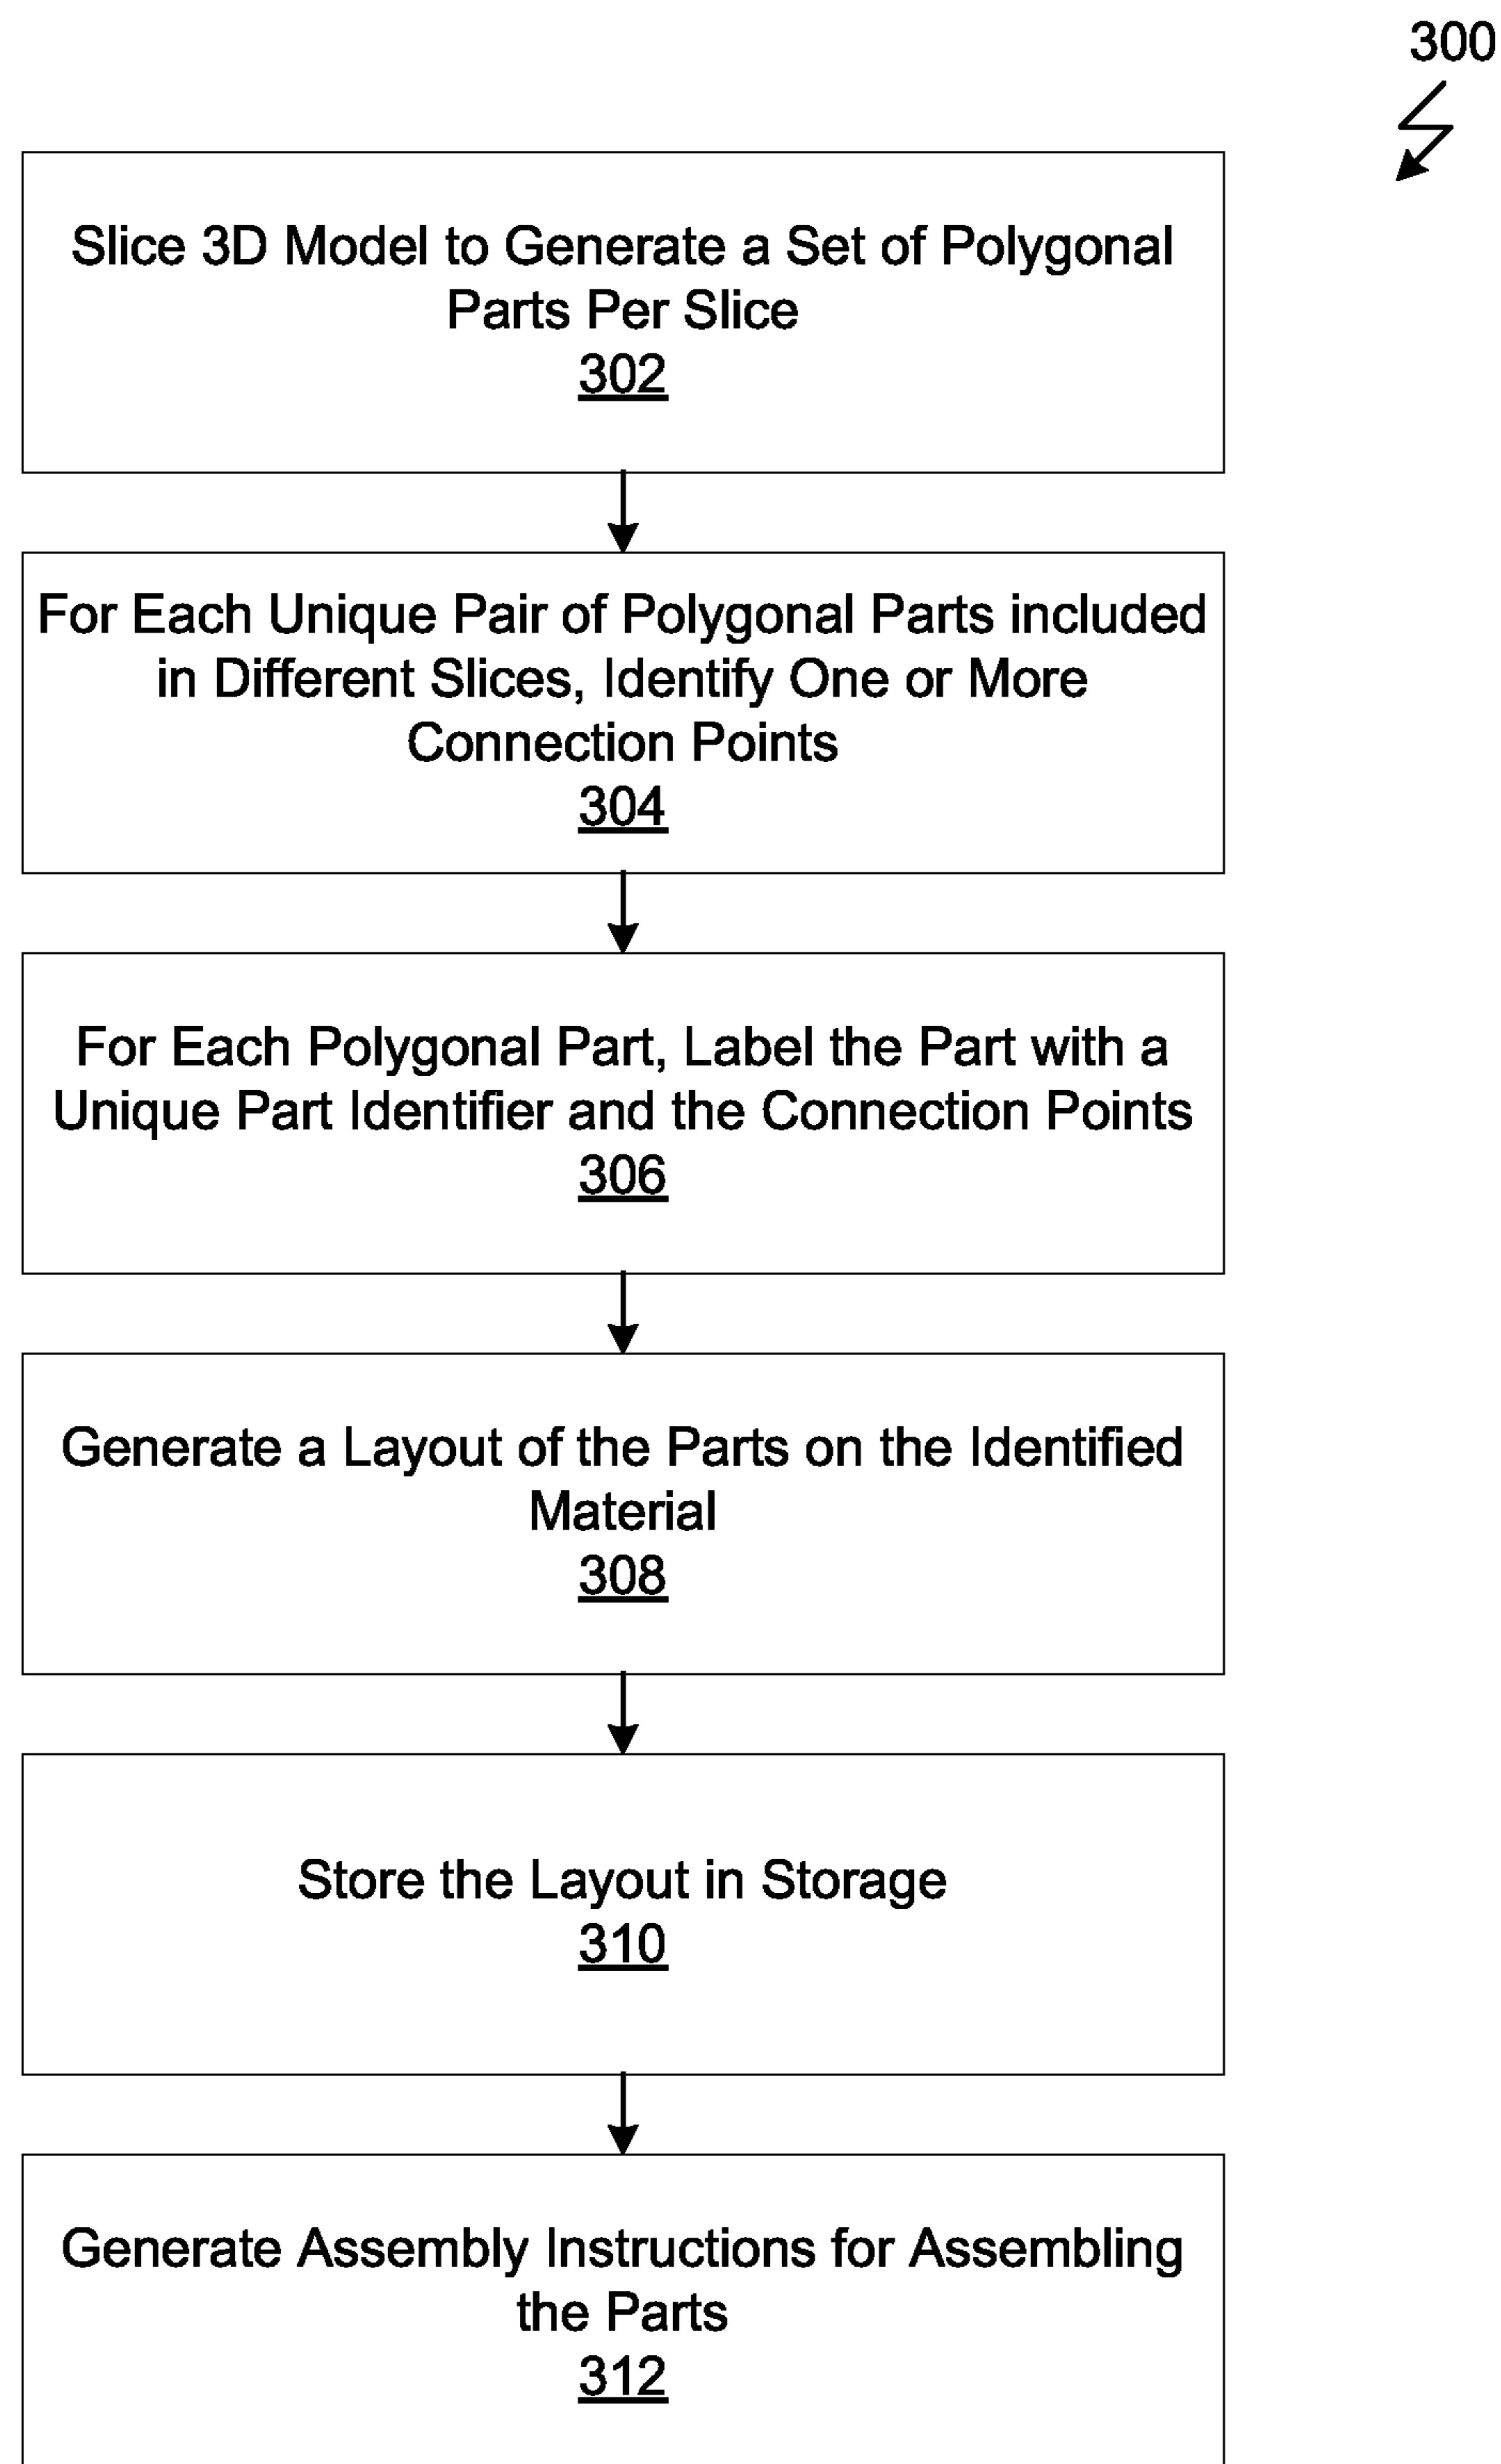 300
Slice 3D Model to Generate a Set of Polygonal
Parts Per Slice
302
For Each Unique Pair of Polygonal Parts included
in Different Slices, Identify One or More
Connection Points
304
For Each Polygonal Part, Label the Part with a
Unique Part Identifier and the Connection Points
306
Generate a Layout of the Parts on the Identified
Material
308
Store the Layout in Storage
310
Generate Assembly Instructions for Assembling
the Parts
312